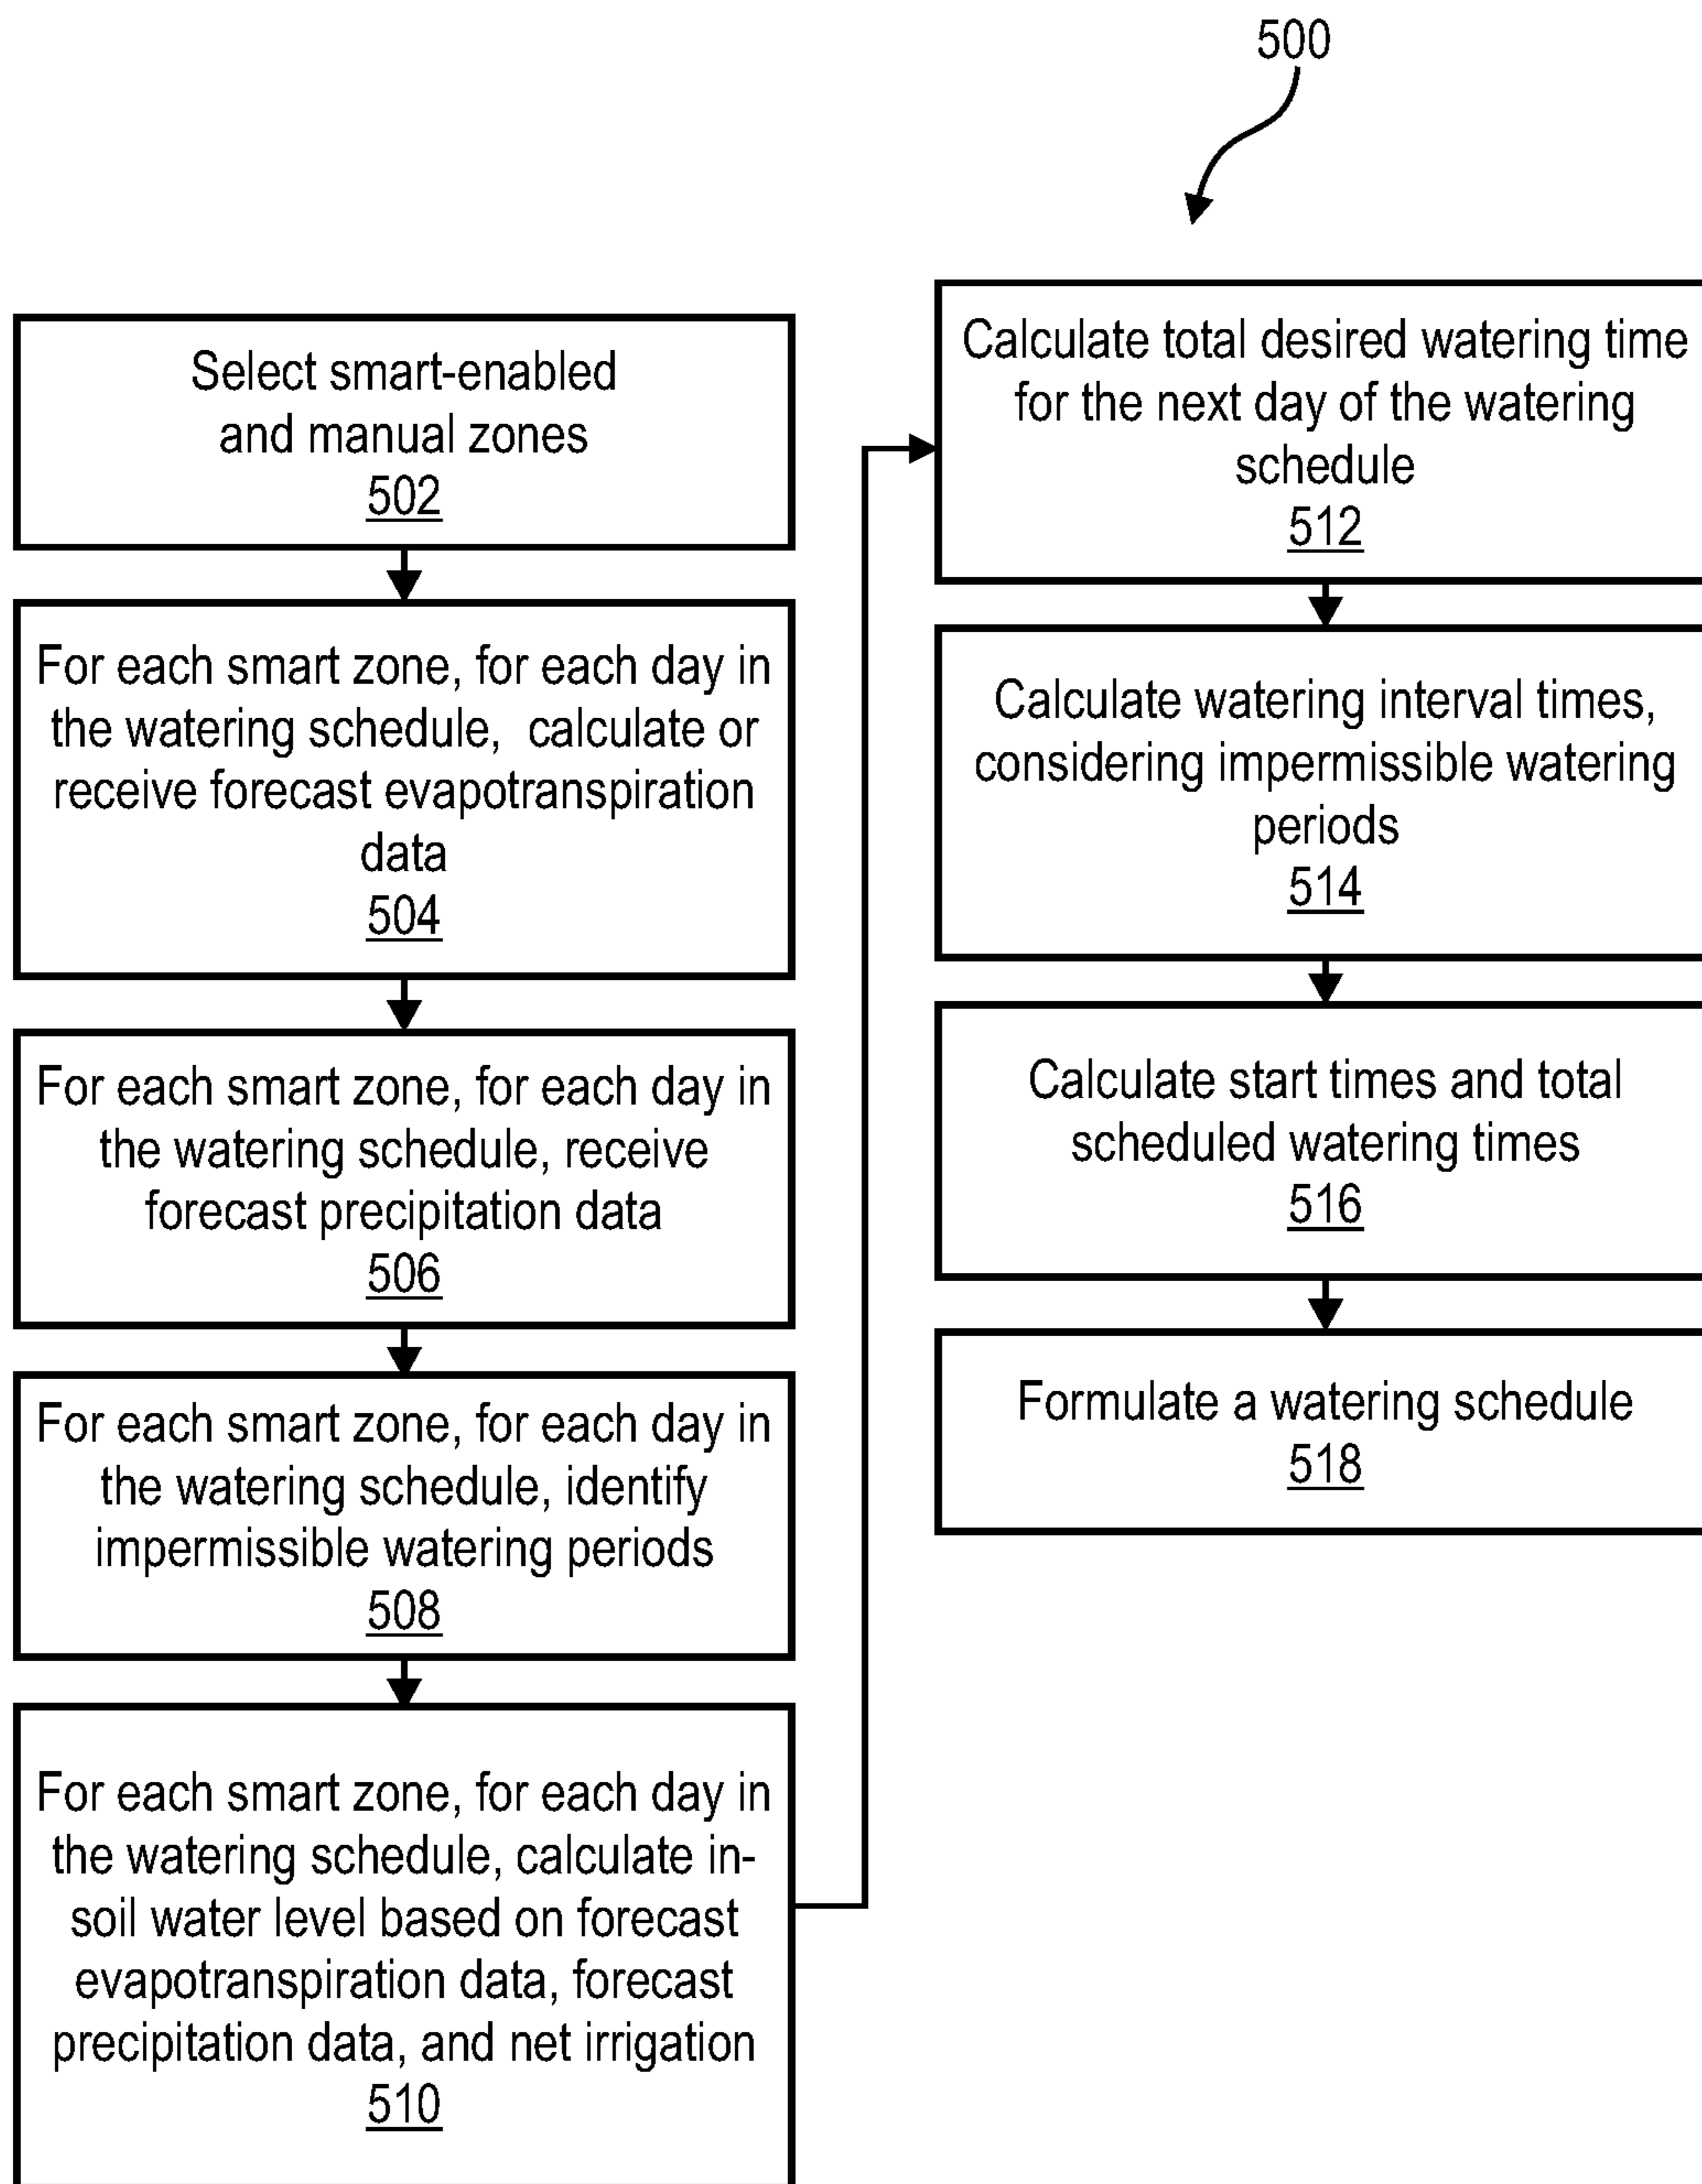 500
Select smart-enabled
and manual zones
502
For each smart zone, for each day in
the watering schedule, calculate or
receive forecast evapotranspiration
data
504
For each smart zone, for each day in
the watering schedule, receive
forecast precipitation data
506
For each smart zone, for each day in
the watering schedule, identify
impermissible watering periods
508
For each smart zone, for each day in
the watering schedule, calculate in-
soil water level based on forecast
evapotranspiration data, forecast
precipitation data, and net irrigation
510
Calculate total desired watering time
for the next day of the watering
schedule
512
Calculate watering interval times,
considering impermissible watering
periods
514
Calculate start times and total
scheduled watering times
516
Formulate a watering schedule
518